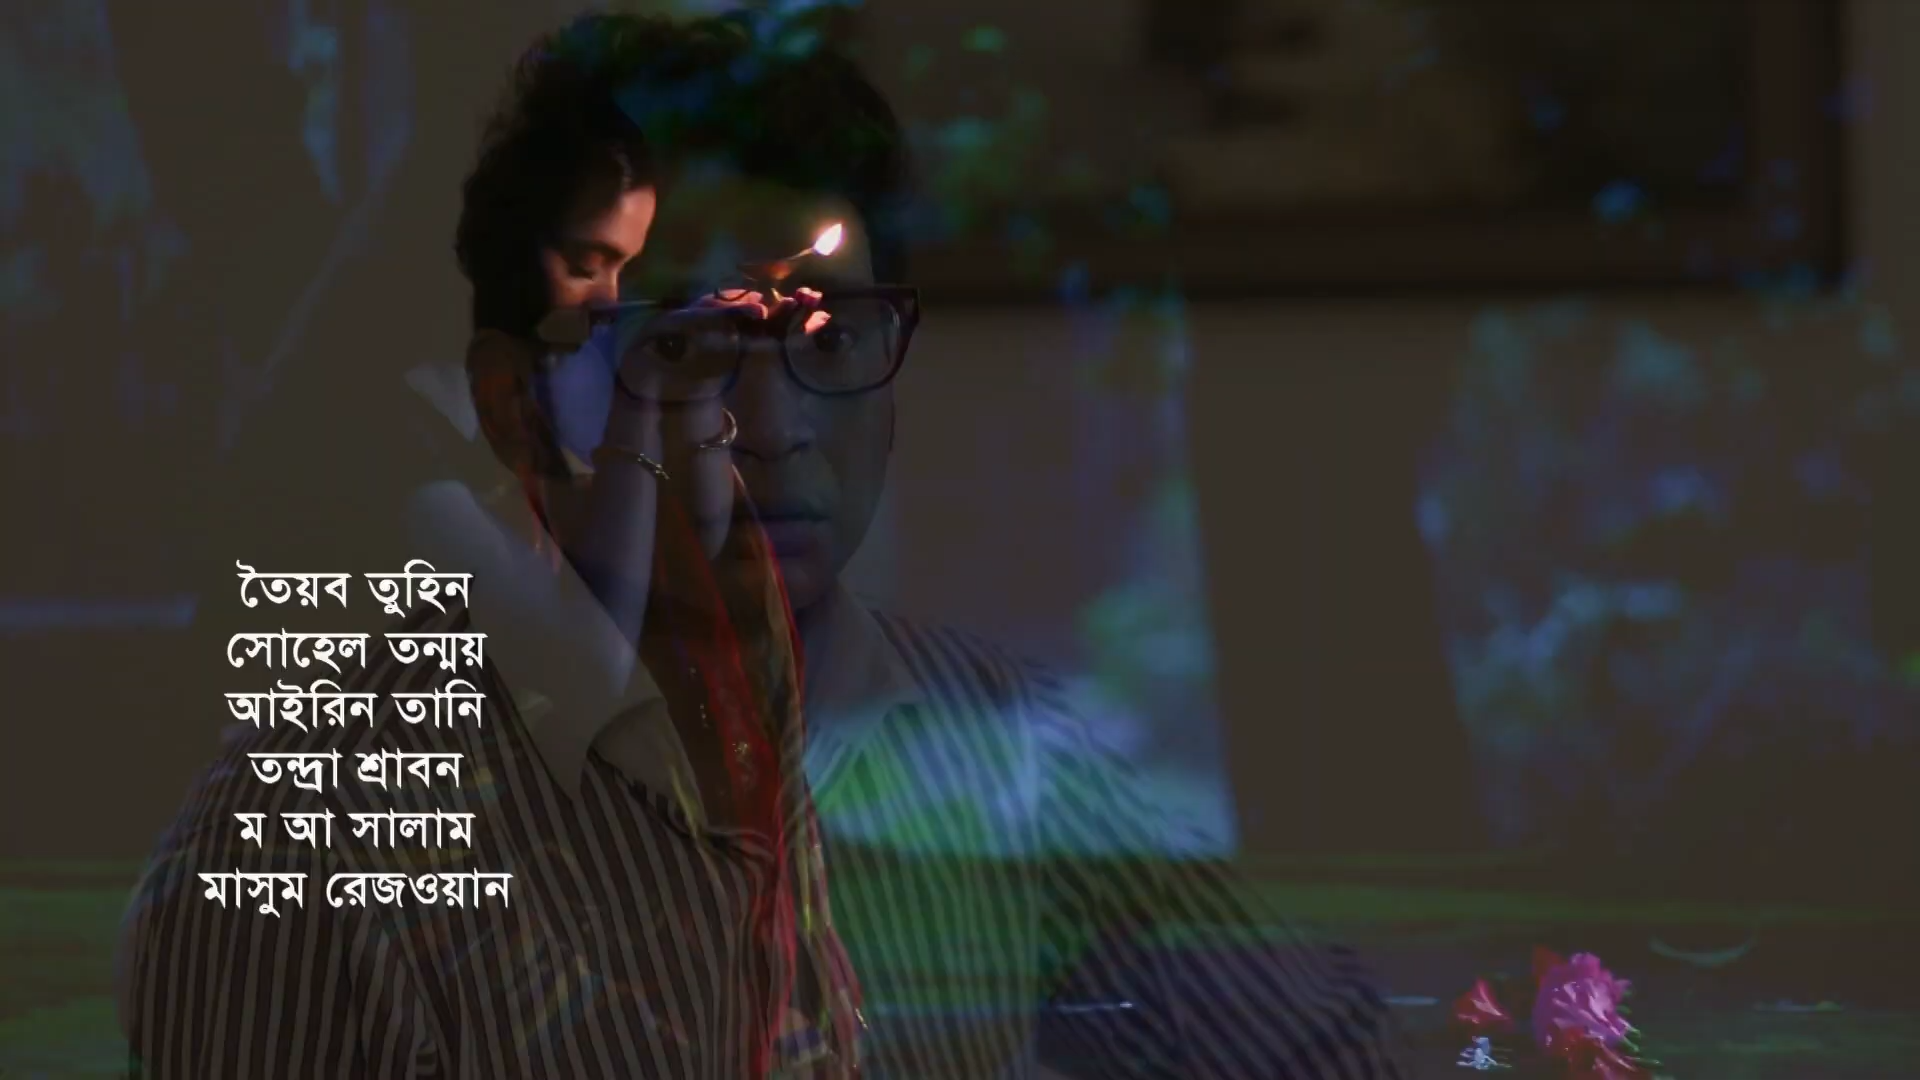 তৈয়ব তুহিন
সোহেল তন্ময়
আইরিন তানি
তন্দ্রা শ্রাবন
ম আ সালাম
মাসুম রেজওয়ান